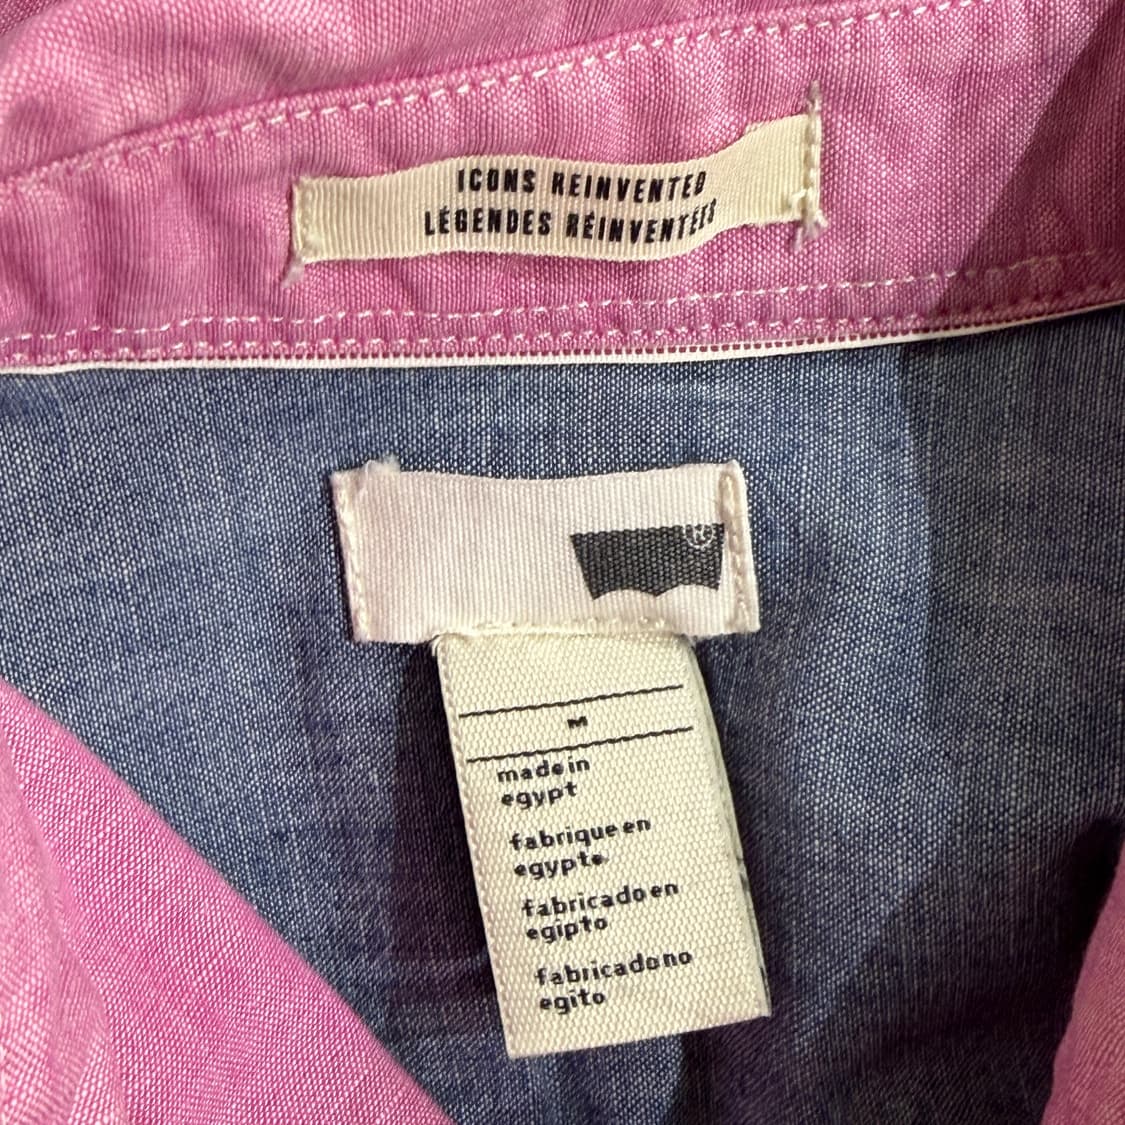 ICONS REINVENTED
LÉGENDES RÉINVENTÉES
®
M
made in
egypt
fabrique en
egypte
fabricado en
egipto
fabricado no
egito